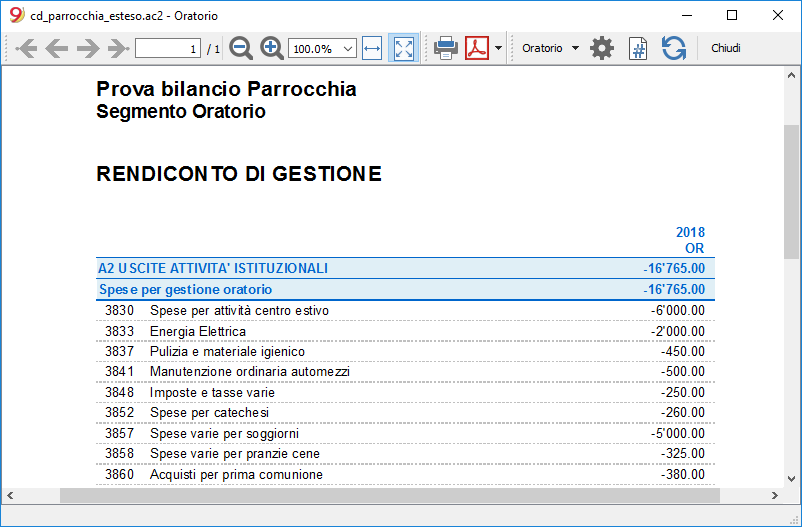 cd_parrocchia_esteso.ac2 - Oratorio
1 / 1 100.0% Oratorio # Chiudi
Prova bilancio Parrocchia
Segmento Oratorio
RENDICONTO DI GESTIONE
2018
OR
A2 USCITE ATTIVITA' ISTITUZIONALI -16'765.00
Spese per gestione oratorio -16'765.00
3830 Spese per attività centro estivo -6'000.00
3833 Energia Elettrica -2'000.00
3837 Pulizia e materiale igienico -450.00
3841 Manutenzione ordinaria automezzi -500.00
3848 Imposte e tasse varie -250.00
3852 Spese per catechesi -260.00
3857 Spese varie per soggiorni -5'000.00
3858 Spese varie per pranzie cene -325.00
3860 Acquisti per prima comunione -380.00